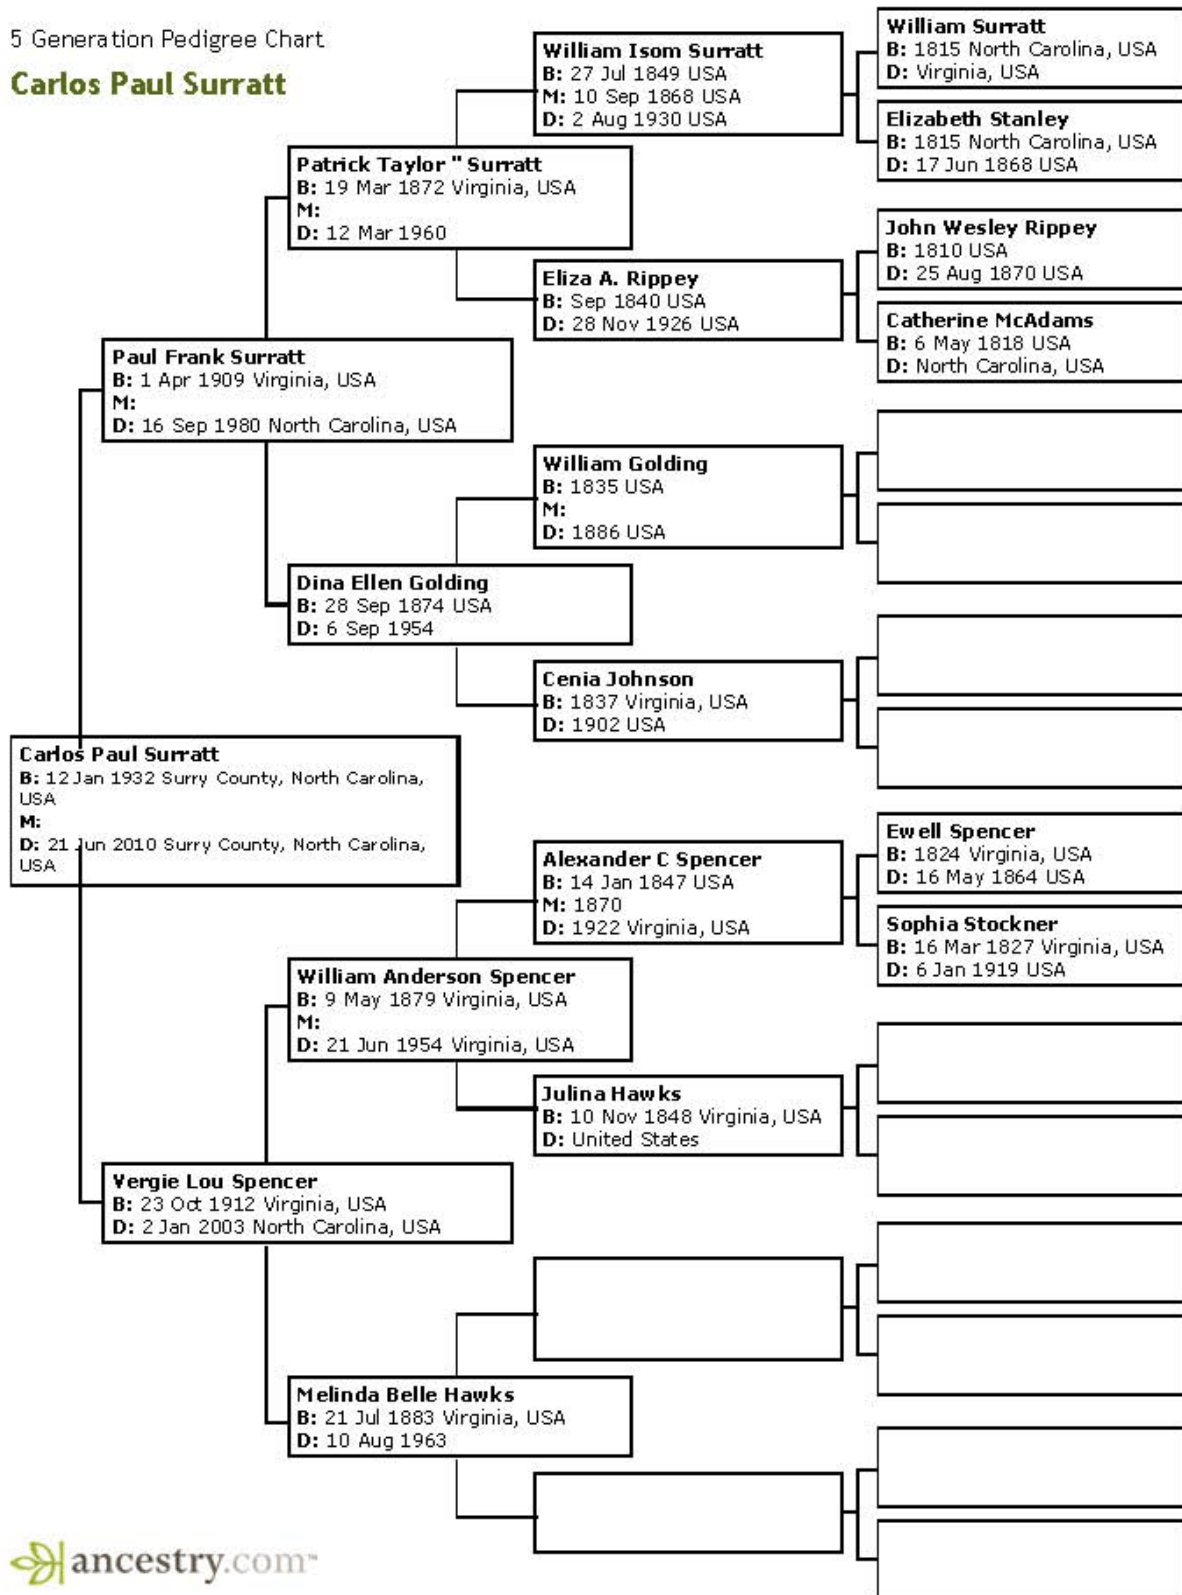 5 Generation Pedigree Chart
Carlos Paul Surratt
William Surratt
B: 1815 North Carolina, USA
D: Virginia, USA
William Isom Surratt
B: 27 Jul 1849 USA
M: 10 Sep 1868 USA
D: 2 Aug 1930 USA
Elizabeth Stanley
B: 1815 North Carolina, USA
D: 17 Jun 1868 USA
Patrick Taylor " Surratt
B: 19 Mar 1872 Virginia, USA
M:
D: 12 Mar 1960
John Wesley Rippey
B: 1810 USA
D: 25 Aug 1870 USA
Eliza A. Rippey
B: Sep 1840 USA
D: 28 Nov 1926 USA
Catherine McAdams
B: 6 May 1818 USA
D: North Carolina, USA
Paul Frank Surratt
B: 1 Apr 1909 Virginia, USA
M:
D: 16 Sep 1980 North Carolina, USA
William Golding
B: 1835 USA
M:
D: 1886 USA
Dina Ellen Golding
B: 28 Sep 1874 USA
D: 6 Sep 1954
Cenia Johnson
B: 1837 Virginia, USA
D: 1902 USA
Carlos Paul Surratt
B: 12 Jan 1932 Surry County, North Carolina,
USA
M:
D: 21 Jun 2010 Surry County, North Carolina,
USA
Ewell Spencer
B: 1824 Virginia, USA
D: 16 May 1864 USA
Alexander C Spencer
B: 14 Jan 1847 USA
M: 1870
D: 1922 Virginia, USA
Sophia Stockner
B: 16 Mar 1827 Virginia, USA
D: 6 Jan 1919 USA
William Anderson Spencer
B: 9 May 1879 Virginia, USA
M:
D: 21 Jun 1954 Virginia, USA
Julina Hawks
B: 10 Nov 1848 Virginia, USA
D: United States
Vergie Lou Spencer
B: 23 Oct 1912 Virginia, USA
D: 2 Jan 2003 North Carolina, USA
Melinda Belle Hawks
B: 21 Jul 1883 Virginia, USA
D: 10 Aug 1963
ancestry.com™